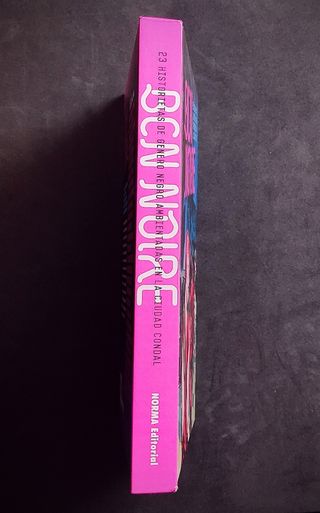 23 HISTORIETAS DE GÉNERO NEGRO AMBIENTADAS EN LA CIUDAD CONDAL
BCN NOIRE
NORMA Editorial